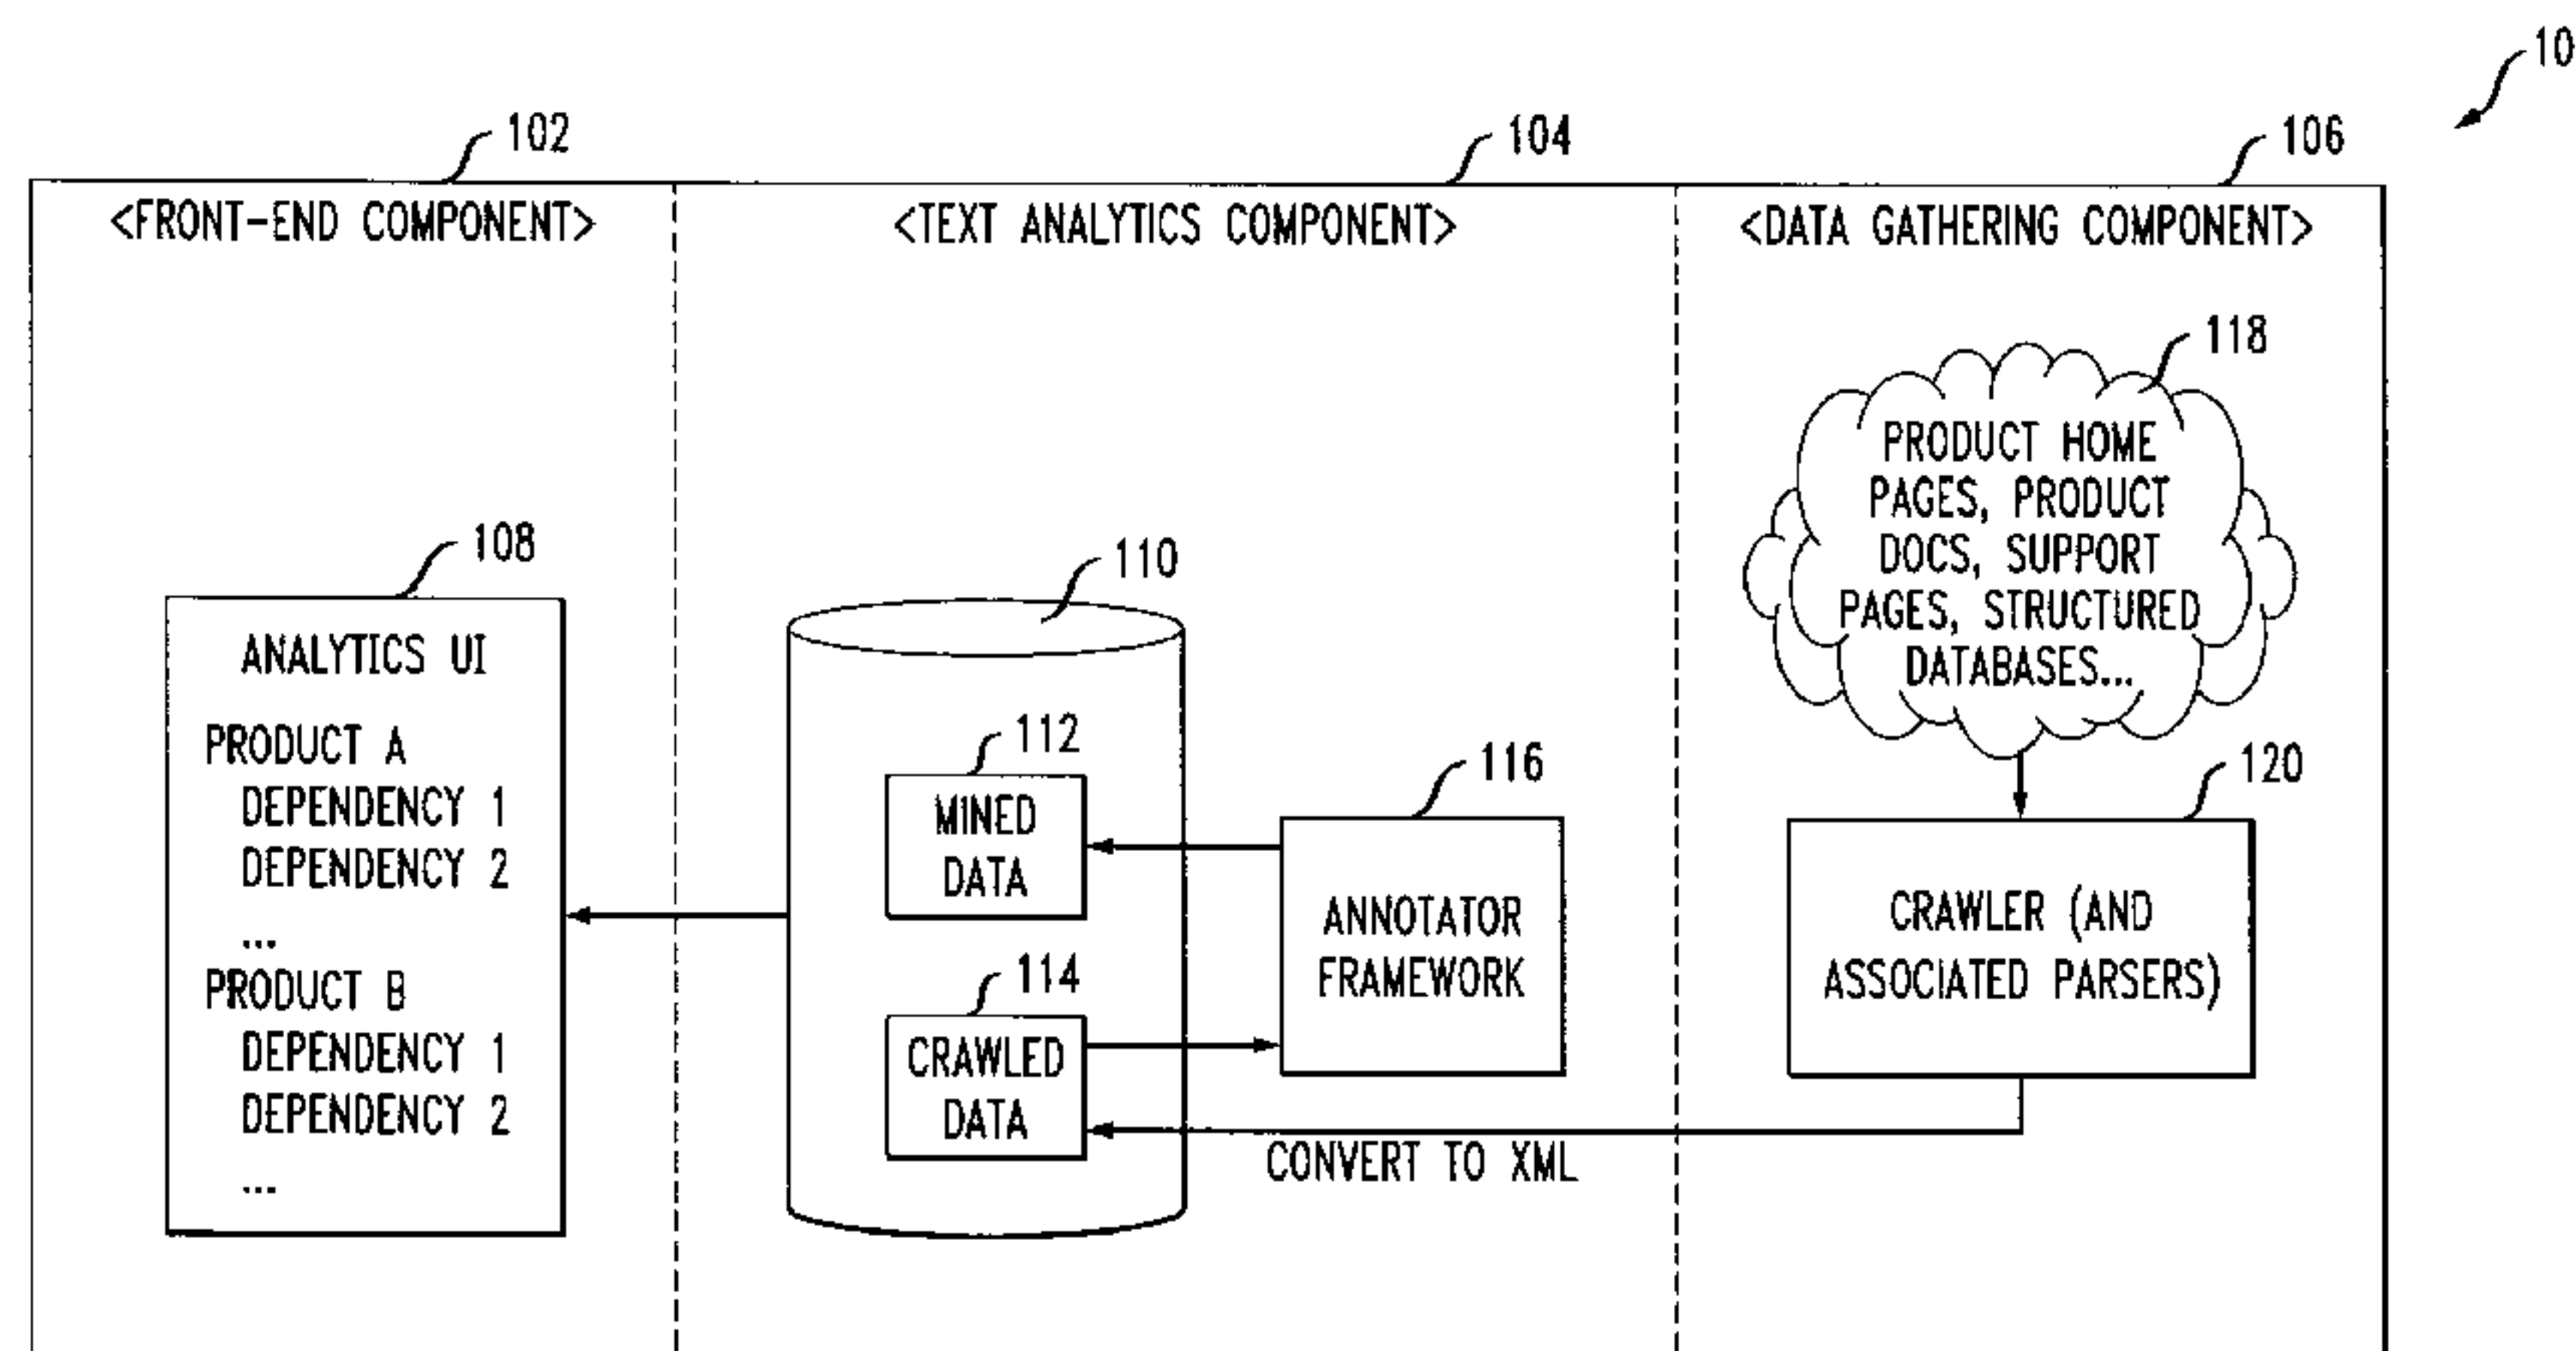 10
102
104
106
<FRONT-END COMPONENT>
<TEXT ANALYTICS COMPONENT>
<DATA GATHERING COMPONENT>
118
PRODUCT HOME
PAGES, PRODUCT
DOCS, SUPPORT
PAGES, STRUCTURED
DATABASES...
108
ANALYTICS UI
PRODUCT A
DEPENDENCY 1
DEPENDENCY 2
...
PRODUCT B
DEPENDENCY 1
DEPENDENCY 2
...
110
112
MINED
DATA
114
CRAWLED
DATA
116
ANNOTATOR
FRAMEWORK
120
CRAWLER (AND
ASSOCIATED PARSERS)
CONVERT TO XML